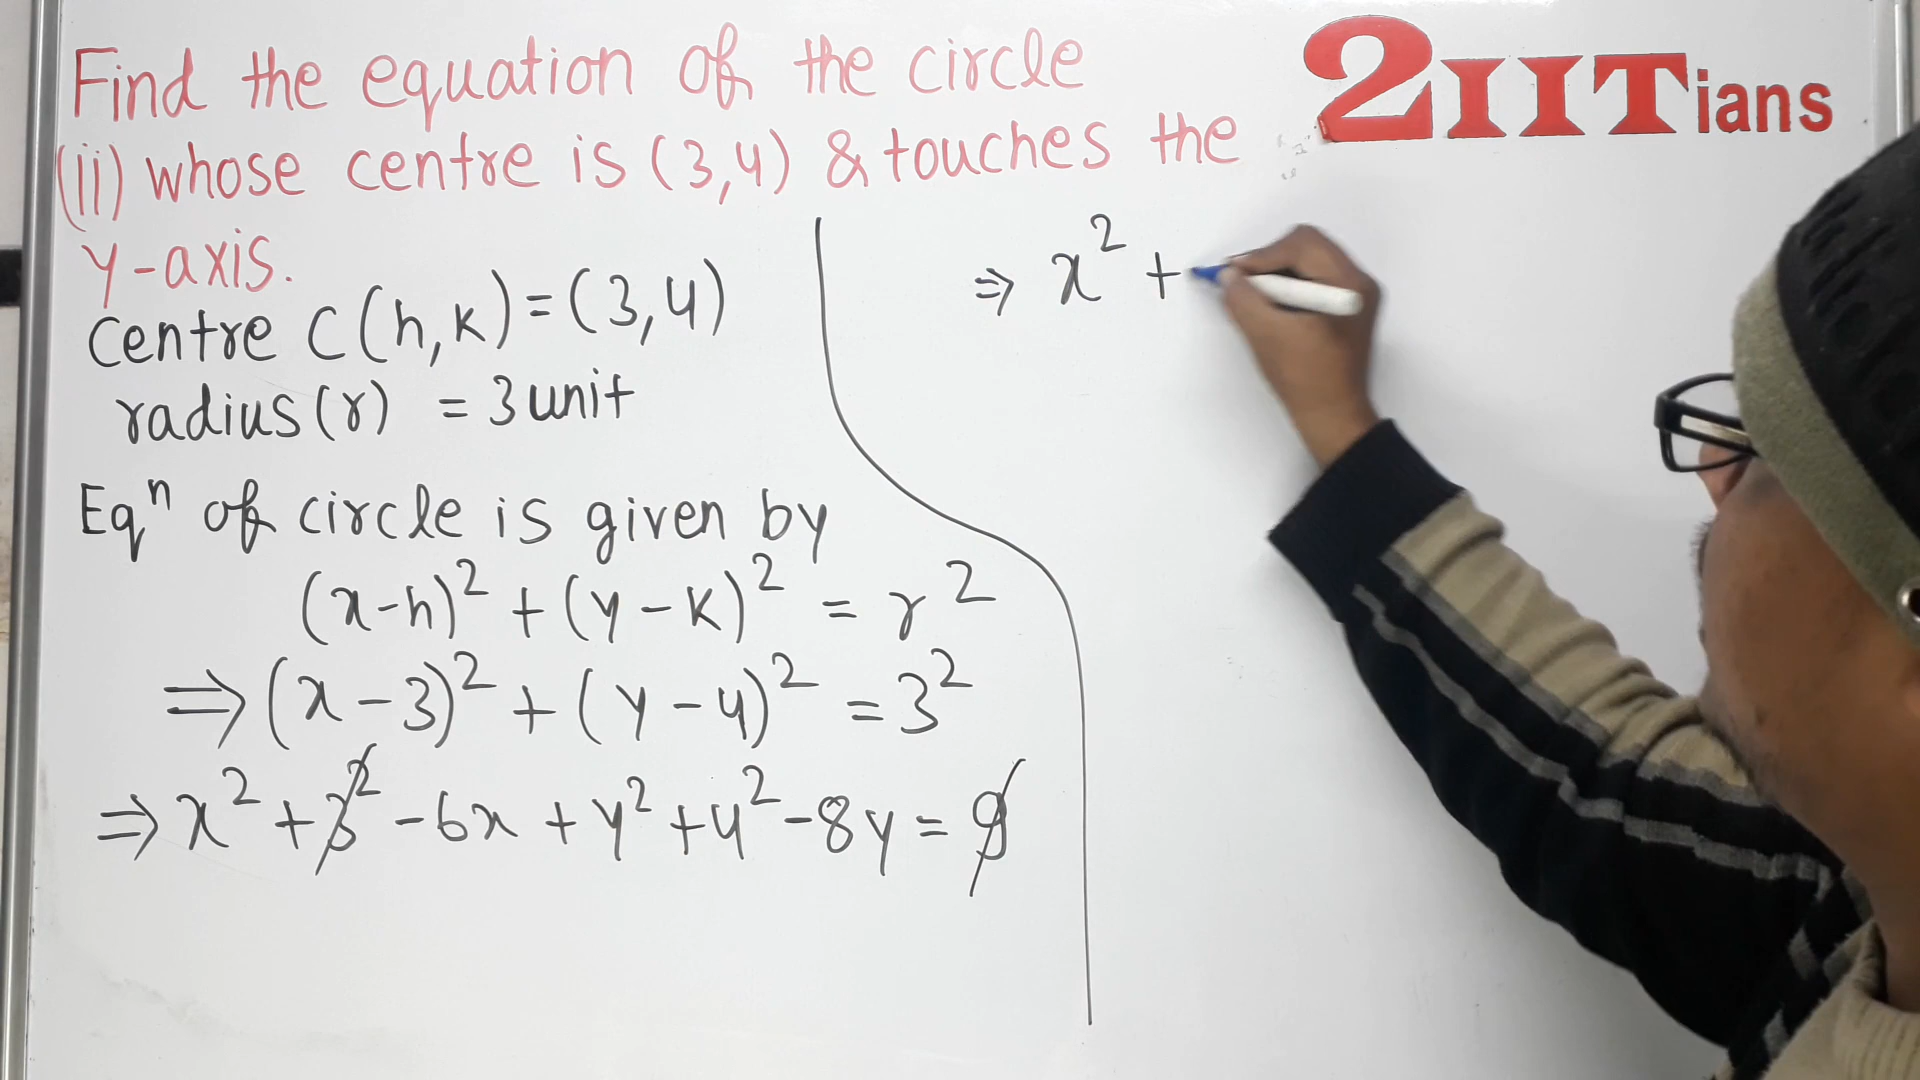 Find the equation of the circle
(ii) whose centre is (3,4) & touches the
y-axis.
2IITians
Centre C(h,k)=(3,4)
radius(r) = 3 unit
Eqⁿ of circle is given by
(x-h)² + (y-k)² = r²
⇒ (x-3)² + (y-4)² = 3²
⇒ x² + 3² - 6x + y² + 4² - 8y = 9
⇒ x² +